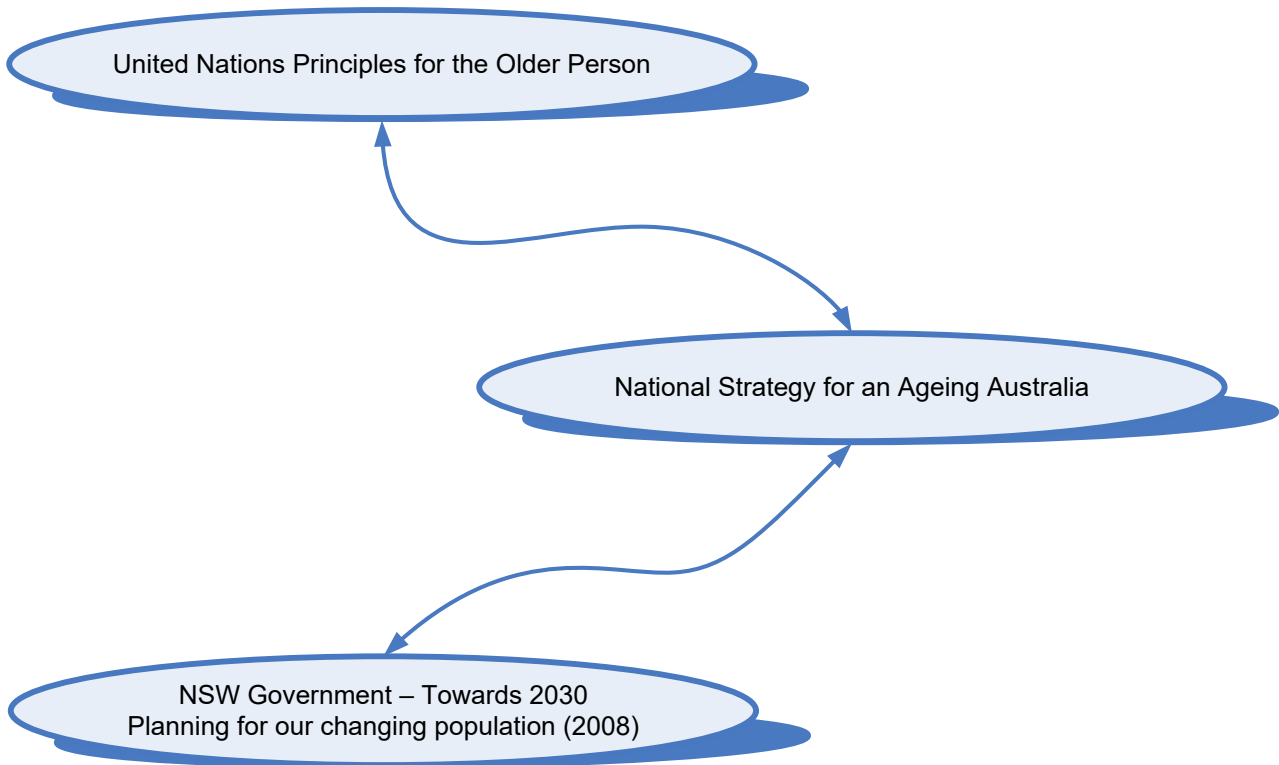 United Nations Principles for the Older Person
National Strategy for an Ageing Australia
NSW Government – Towards 2030
Planning for our changing population (2008)